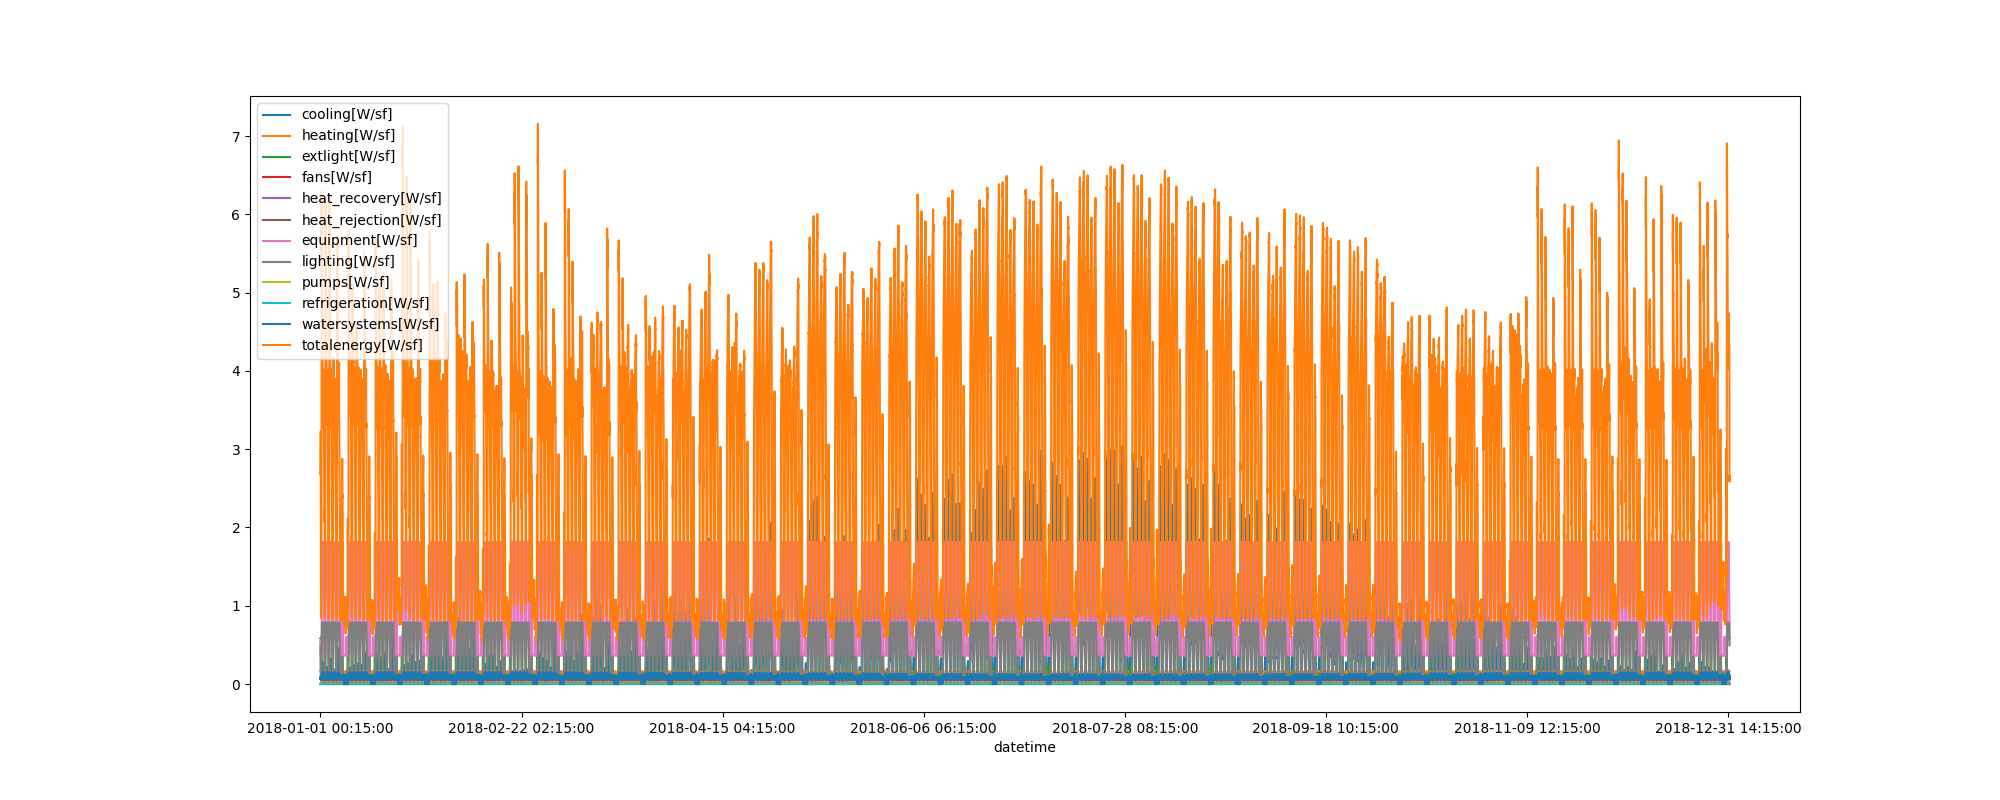 cooling[W/sf]
heating[W/sf]
extlight[W/sf]
fans[W/sf]
heat_recovery[W/sf]
heat_rejection[W/sf]
equipment[W/sf]
lighting[W/sf]
pumps[W/sf]
refrigeration[W/sf]
watersystems[W/sf]
totalenergy[W/sf]
7
6
5
4
3
2
1
0
2018-01-01 00:15:00 2018-02-22 02:15:00 2018-04-15 04:15:00 2018-06-06 06:15:00 2018-07-28 08:15:00 2018-09-18 10:15:00 2018-11-09 12:15:00 2018-12-31 14:15:00
datetime